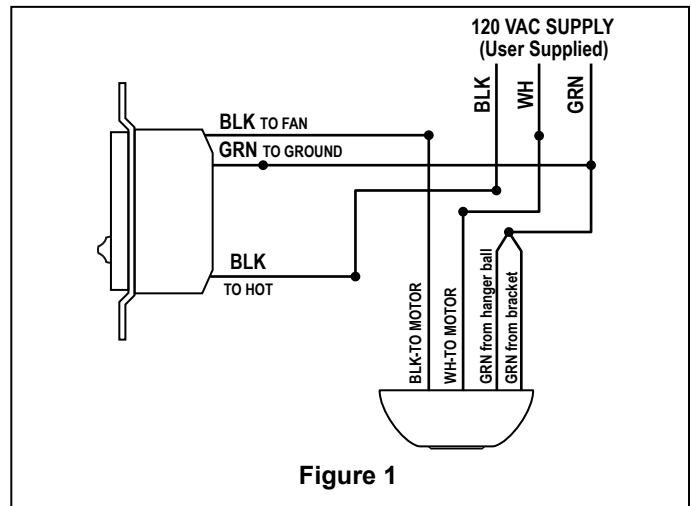 120 VAC SUPPLY
(User Supplied)
BLK
WH
GRN
BLK TO FAN
GRN TO GROUND
BLK
TO HOT
BLK-TO MOTOR
WH-TO MOTOR
GRN from hanger ball
GRN from bracket
Figure 1